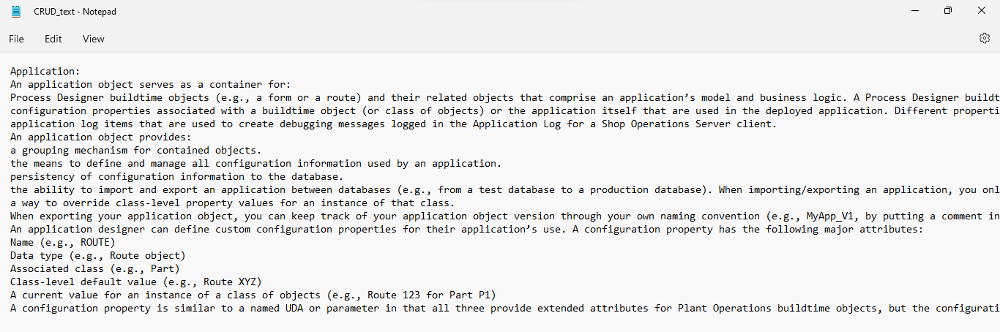 CRUD_text - Notepad
File Edit View
Application:
An application object serves as a container for:
Process Designer buildtime objects (e.g., a form or a route) and their related objects that comprise an application’s model and business logic. A Process Designer buildt
configuration properties associated with a buildtime object (or class of objects) or the application itself that are used in the deployed application. Different properti
application log items that are used to create debugging messages logged in the Application Log for a Shop Operations Server client.
An application object provides:
a grouping mechanism for contained objects.
the means to define and manage all configuration information used by an application.
persistency of configuration information to the database.
the ability to import and export an application between databases (e.g., from a test database to a production database). When importing/exporting an application, you onl
a way to override class-level property values for an instance of that class.
When exporting your application object, you can keep track of your application object version through your own naming convention (e.g., MyApp_V1, by putting a comment in
An application designer can define custom configuration properties for their application’s use. A configuration property has the following major attributes:
Name (e.g., ROUTE)
Data type (e.g., Route object)
Associated class (e.g., Part)
Class-level default value (e.g., Route XYZ)
A current value for an instance of a class of objects (e.g., Route 123 for Part P1)
A configuration property is similar to a named UDA or parameter in that all three provide extended attributes for Plant Operations buildtime objects, but the configurati